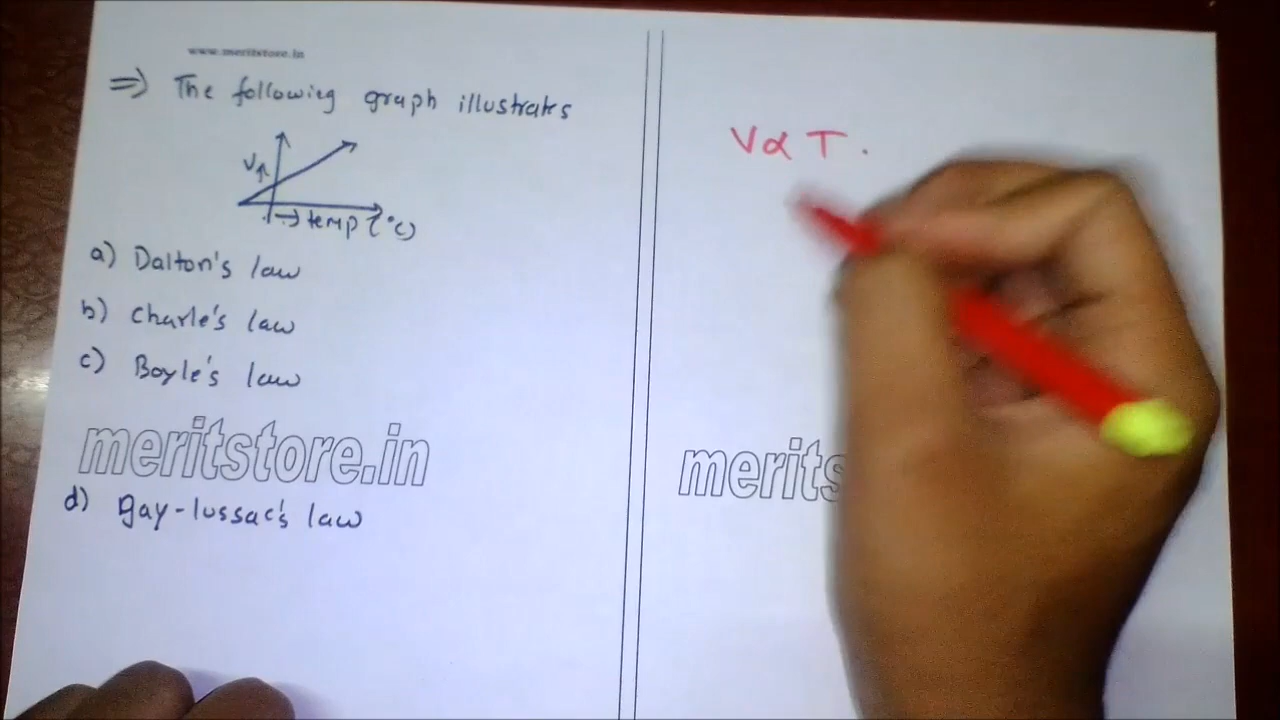 www.meritstore.in
=> The following graph illustrates
V↑
→ temp (°C)
a) Dalton's law
b) Charle's law
c) Boyle's law
meritstore.in
d) gay-lussac's law
V∝ T.
merits